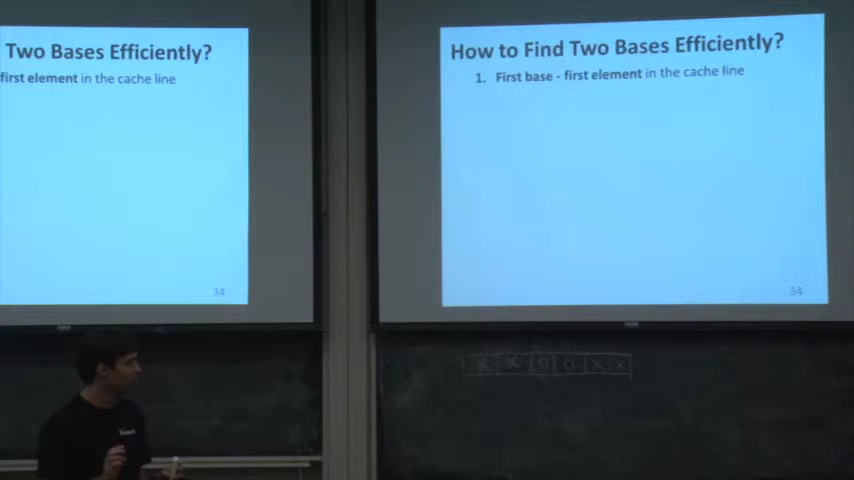 Two Bases Efficiently?
first element in the cache line
34
How to Find Two Bases Efficiently?
1. First base - first element in the cache line
34